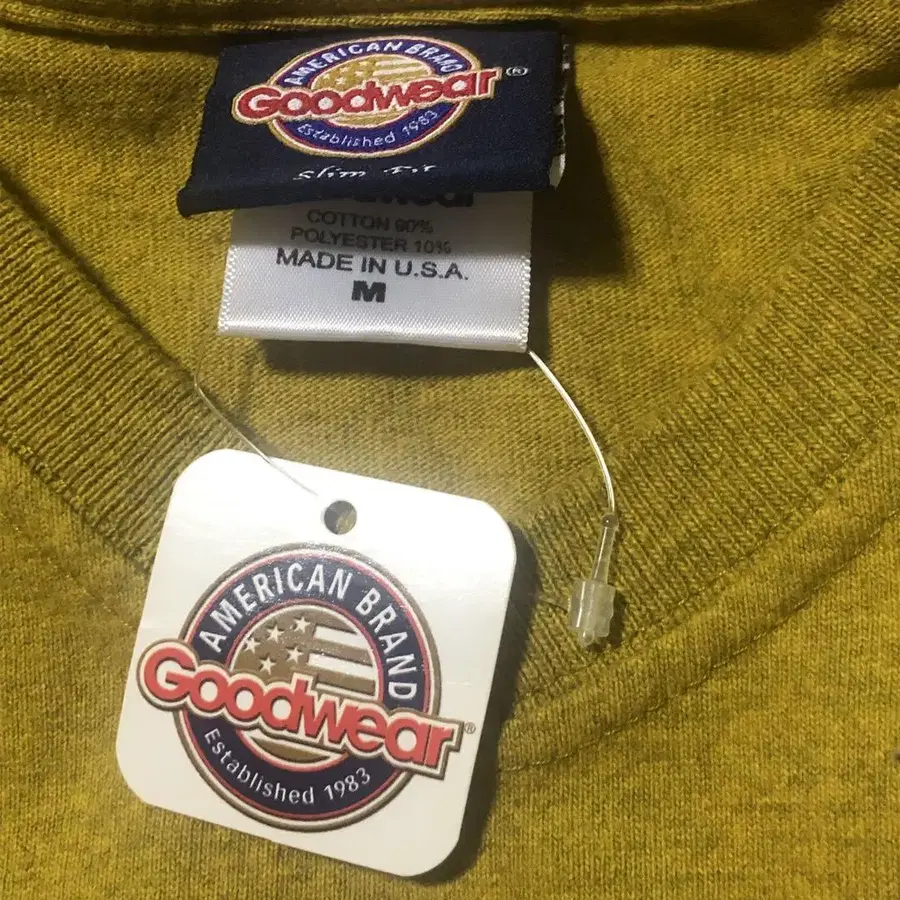 AMERICAN BRAND
Goodwear®
Established 1983
Slim Fit
COTTON 90%
POLYESTER 10%
MADE IN U.S.A.
M
AMERICAN BRAND
Goodwear®
Established 1983